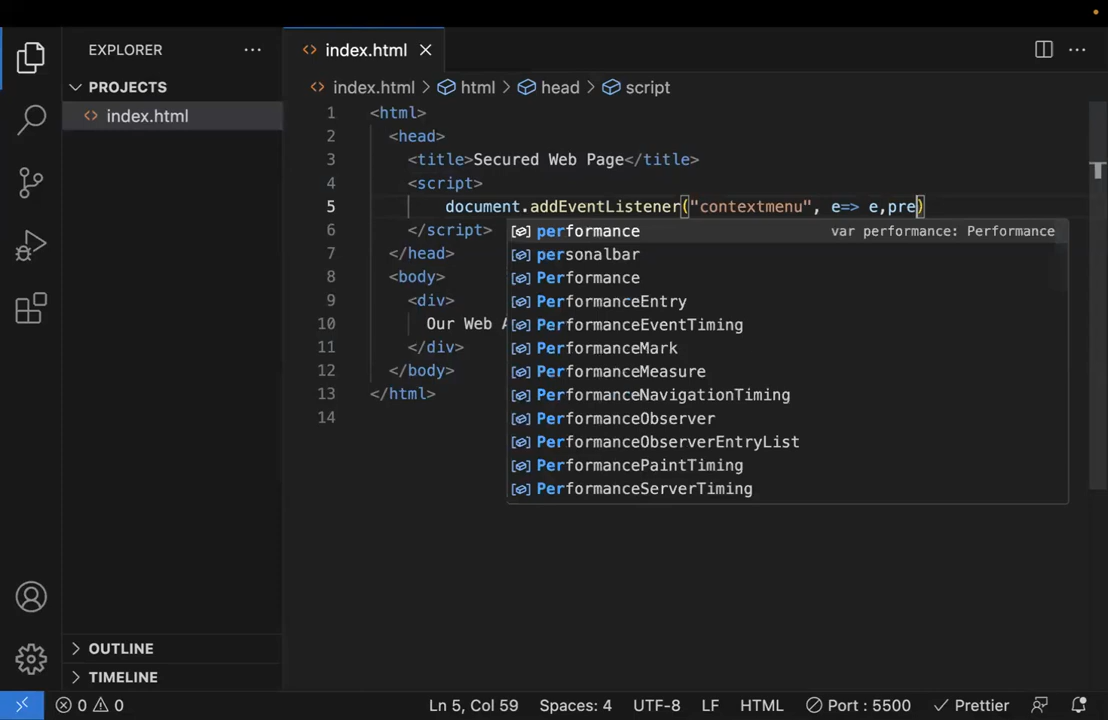 EXPLORER
index.html
PROJECTS
index.html
index.html > html > head > script
1 <html>
2 <head>
3 <title>Secured Web Page</title>
4 <script>
5 document.addEventListener("contextmenu", e=> e,pre)
6 </script>
performance var performance: Performance
7 </head>
personalbar
8 <body>
Performance
9 <div>
PerformanceEntry
10 Our Web A
PerformanceEventTiming
11 </div>
PerformanceMark
12 </body>
PerformanceMeasure
13 </html>
PerformanceNavigationTiming
14
PerformanceObserver
PerformanceObserverEntryList
PerformancePaintTiming
PerformanceServerTiming
OUTLINE
TIMELINE
0 0 Ln 5, Col 59 Spaces: 4 UTF-8 LF HTML Port : 5500 Prettier